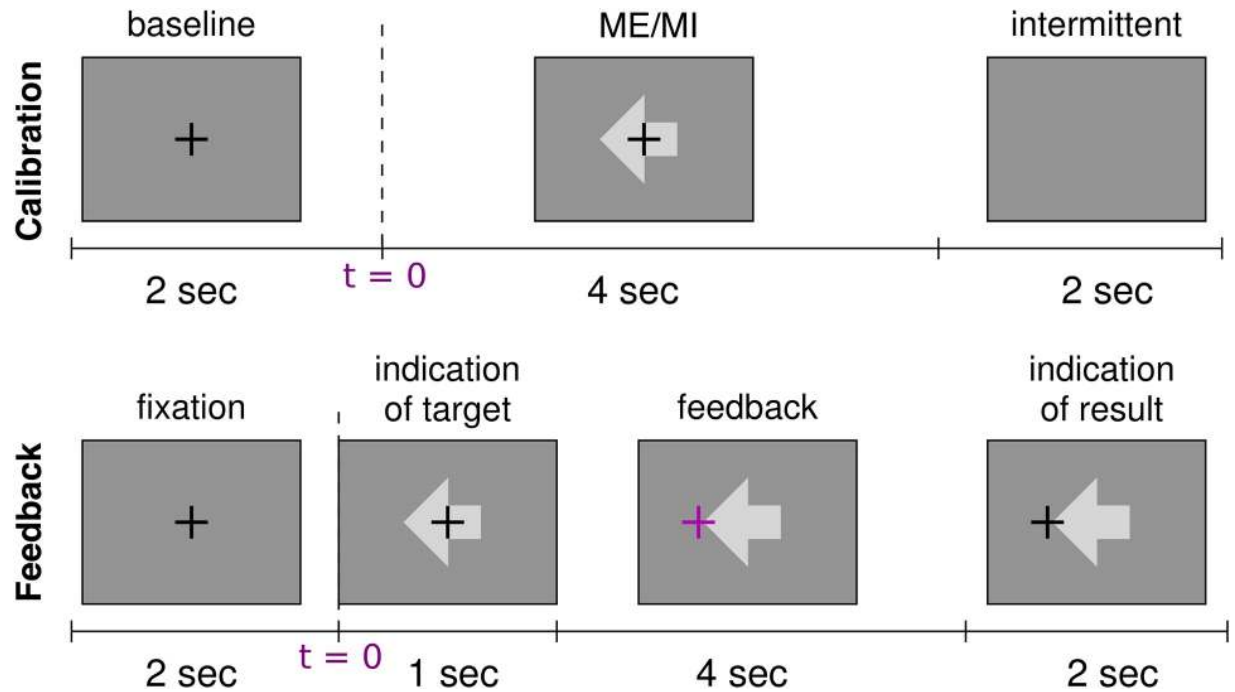 baseline
ME/MI
intermittent
Calibration
t = 0
2 sec
4 sec
2 sec
indication
of target
indication
of result
fixation
feedback
Feedback
t = 0
2 sec
1 sec
4 sec
2 sec